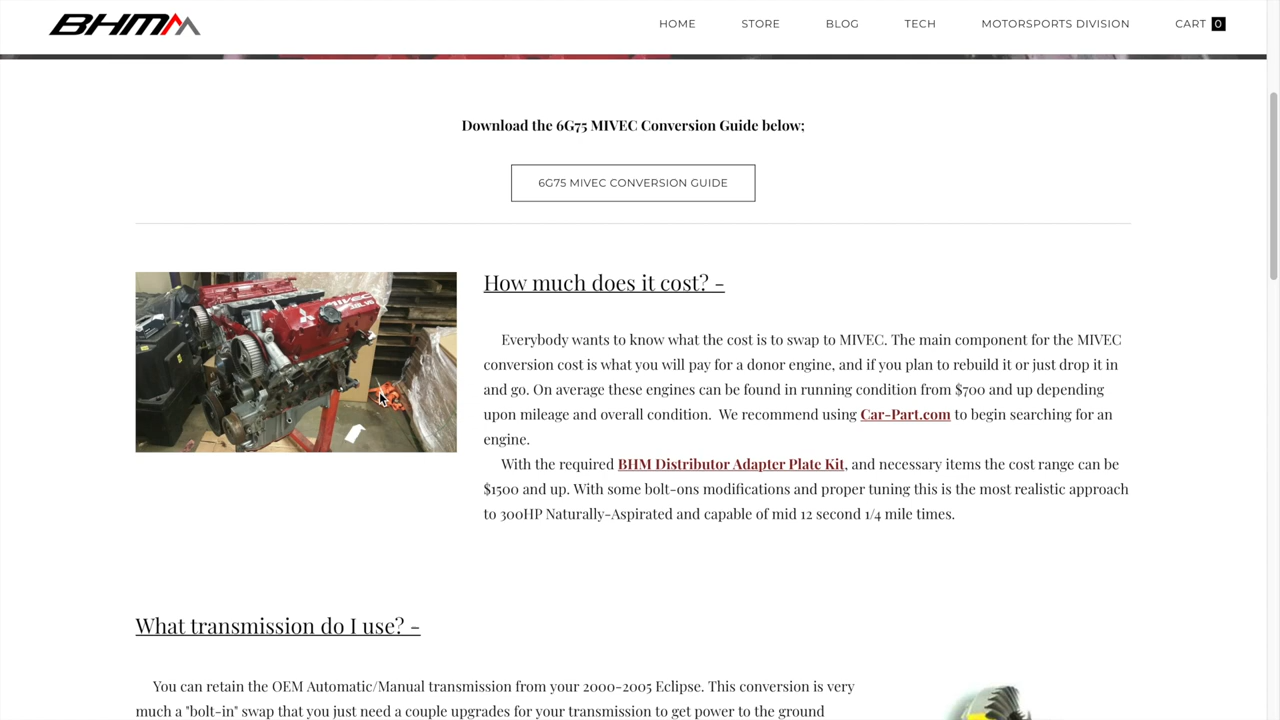 BHMM
HOME STORE BLOG TECH MOTORSPORTS DIVISION CART 0
Download the 6G75 MIVEC Conversion Guide below;
6G75 MIVEC CONVERSION GUIDE
How much does it cost? -
Everybody wants to know what the cost is to swap to MIVEC. The main component for the MIVEC
conversion cost is what you will pay for a donor engine, and if you plan to rebuild it or just drop it in
and go. On average these engines can be found in running condition from $700 and up depending
upon mileage and overall condition. We recommend using Car-Part.com to begin searching for an
engine.
With the required BHM Distributor Adapter Plate Kit, and necessary items the cost range can be
$1500 and up. With some bolt-ons modifications and proper tuning this is the most realistic approach
to 300HP Naturally-Aspirated and capable of mid 12 second 1/4 mile times.
MIVEC
What transmission do I use? -
You can retain the OEM Automatic/Manual transmission from your 2000-2005 Eclipse. This conversion is very
much a "bolt-in" swap that you just need a couple upgrades for your transmission to get power to the ground